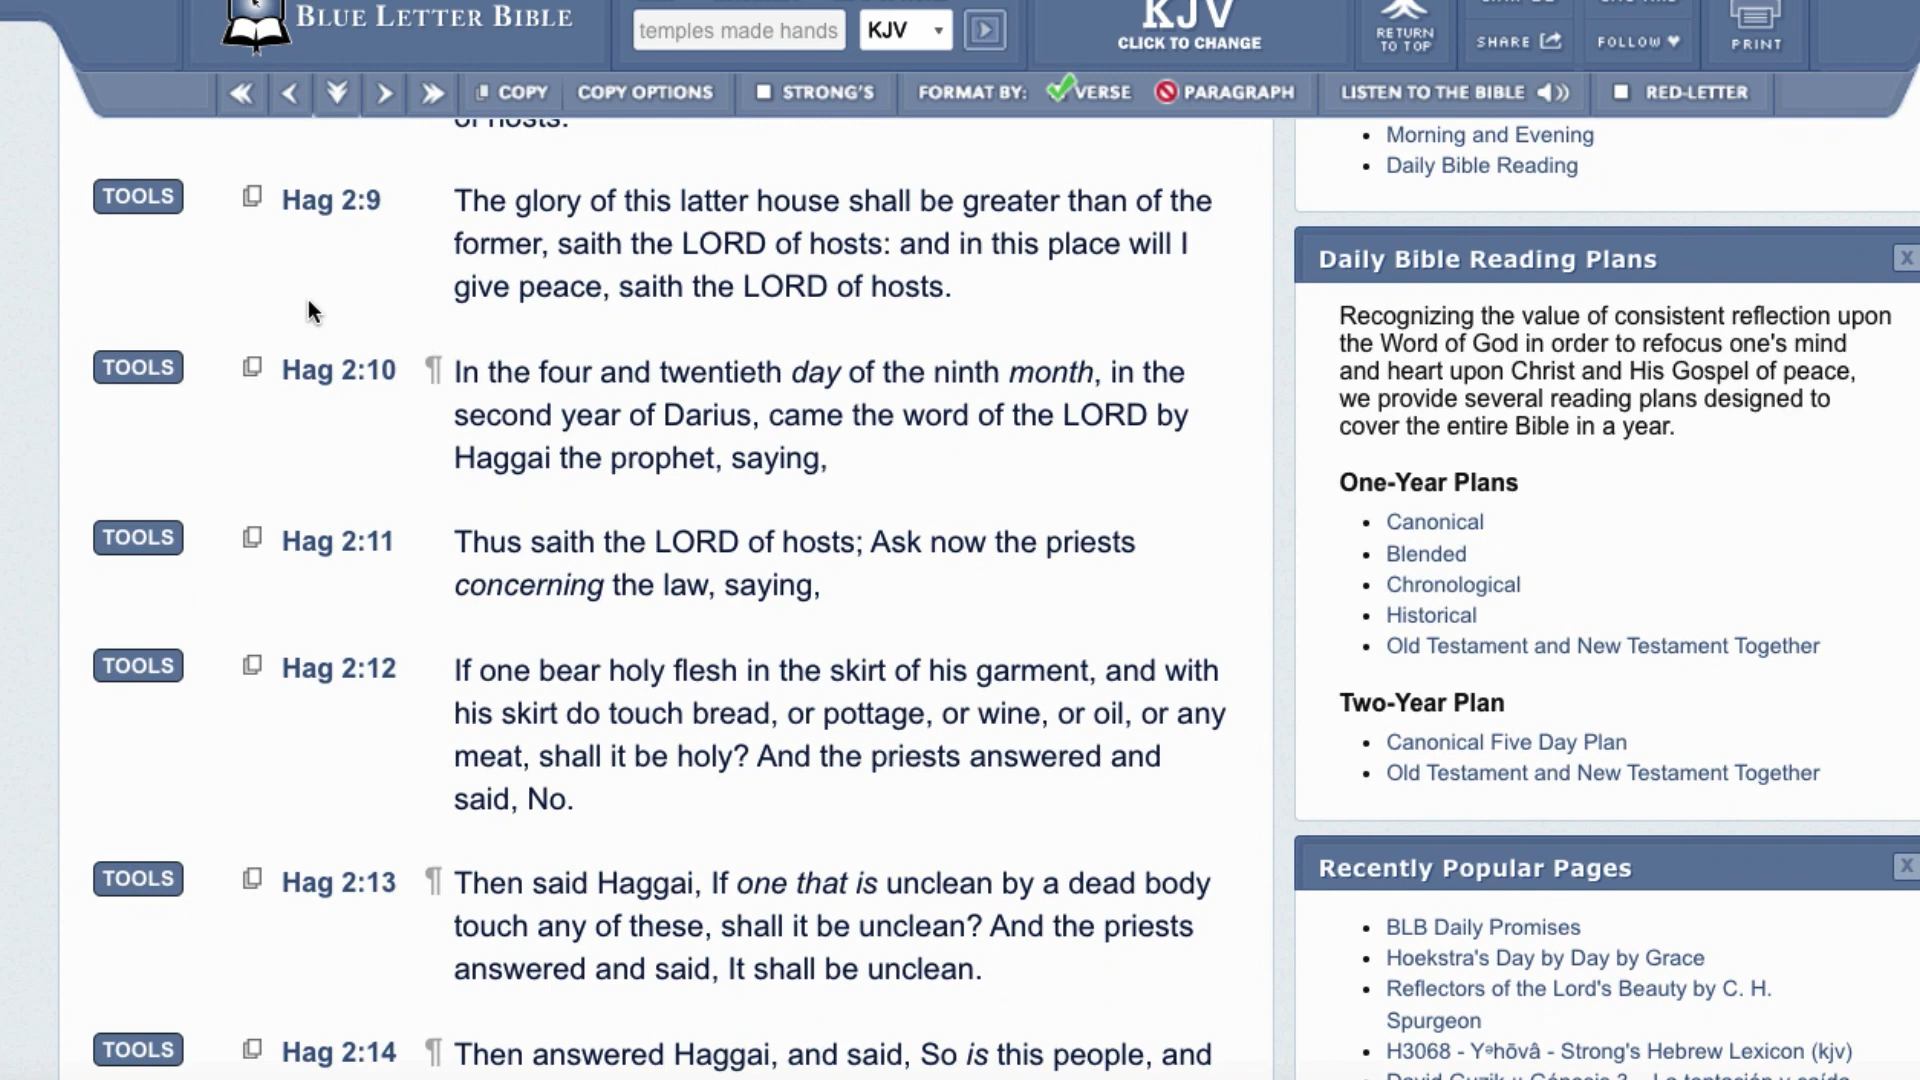 BLUE LETTER BIBLE
temples made hands
KJV
KJV
CLICK TO CHANGE
RETURN
TO TOP
SHARE
FOLLOW
PRINT
COPY
COPY OPTIONS
STRONG'S
FORMAT BY:
VERSE
PARAGRAPH
LISTEN TO THE BIBLE
RED-LETTER
of hosts.
TOOLS
Hag 2:9
The glory of this latter house shall be greater than of the
former, saith the LORD of hosts: and in this place will I
give peace, saith the LORD of hosts.
TOOLS
Hag 2:10
¶ In the four and twentieth day of the ninth month, in the
second year of Darius, came the word of the LORD by
Haggai the prophet, saying,
TOOLS
Hag 2:11
Thus saith the LORD of hosts; Ask now the priests
concerning the law, saying,
TOOLS
Hag 2:12
If one bear holy flesh in the skirt of his garment, and with
his skirt do touch bread, or pottage, or wine, or oil, or any
meat, shall it be holy? And the priests answered and
said, No.
TOOLS
Hag 2:13
¶ Then said Haggai, If one that is unclean by a dead body
touch any of these, shall it be unclean? And the priests
answered and said, It shall be unclean.
TOOLS
Hag 2:14
¶ Then answered Haggai, and said, So is this people, and
Morning and Evening
Daily Bible Reading
Daily Bible Reading Plans
X
Recognizing the value of consistent reflection upon
the Word of God in order to refocus one's mind
and heart upon Christ and His Gospel of peace,
we provide several reading plans designed to
cover the entire Bible in a year.
One-Year Plans
Canonical
Blended
Chronological
Historical
Old Testament and New Testament Together
Two-Year Plan
Canonical Five Day Plan
Old Testament and New Testament Together
Recently Popular Pages
X
BLB Daily Promises
Hoekstra's Day by Day by Grace
Reflectors of the Lord's Beauty by C. H.
Spurgeon
H3068 - Yᵊhōvâ - Strong's Hebrew Lexicon (kjv)